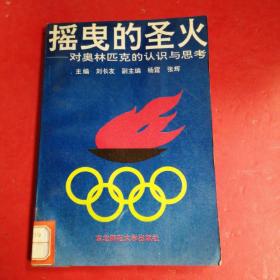 摇曳的圣火
——对奥林匹克的认识与思考
主编 刘长友 副主编 杨霆 张辉
东北师范大学出版社